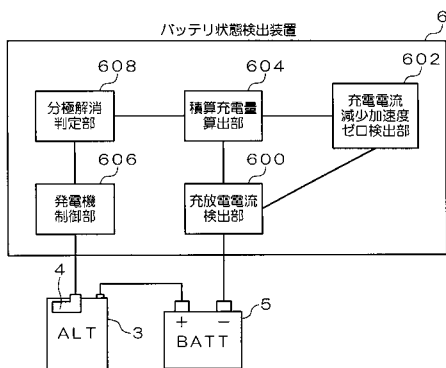 バッテリ状態検出装置
6
608
604
602
分極解消
判定部
積算充電量
算出部
充電電流
減少加速度
ゼロ検出部
606
600
発電機
制御部
充放電電流
検出部
4
ALT
3
+ −
BATT
5